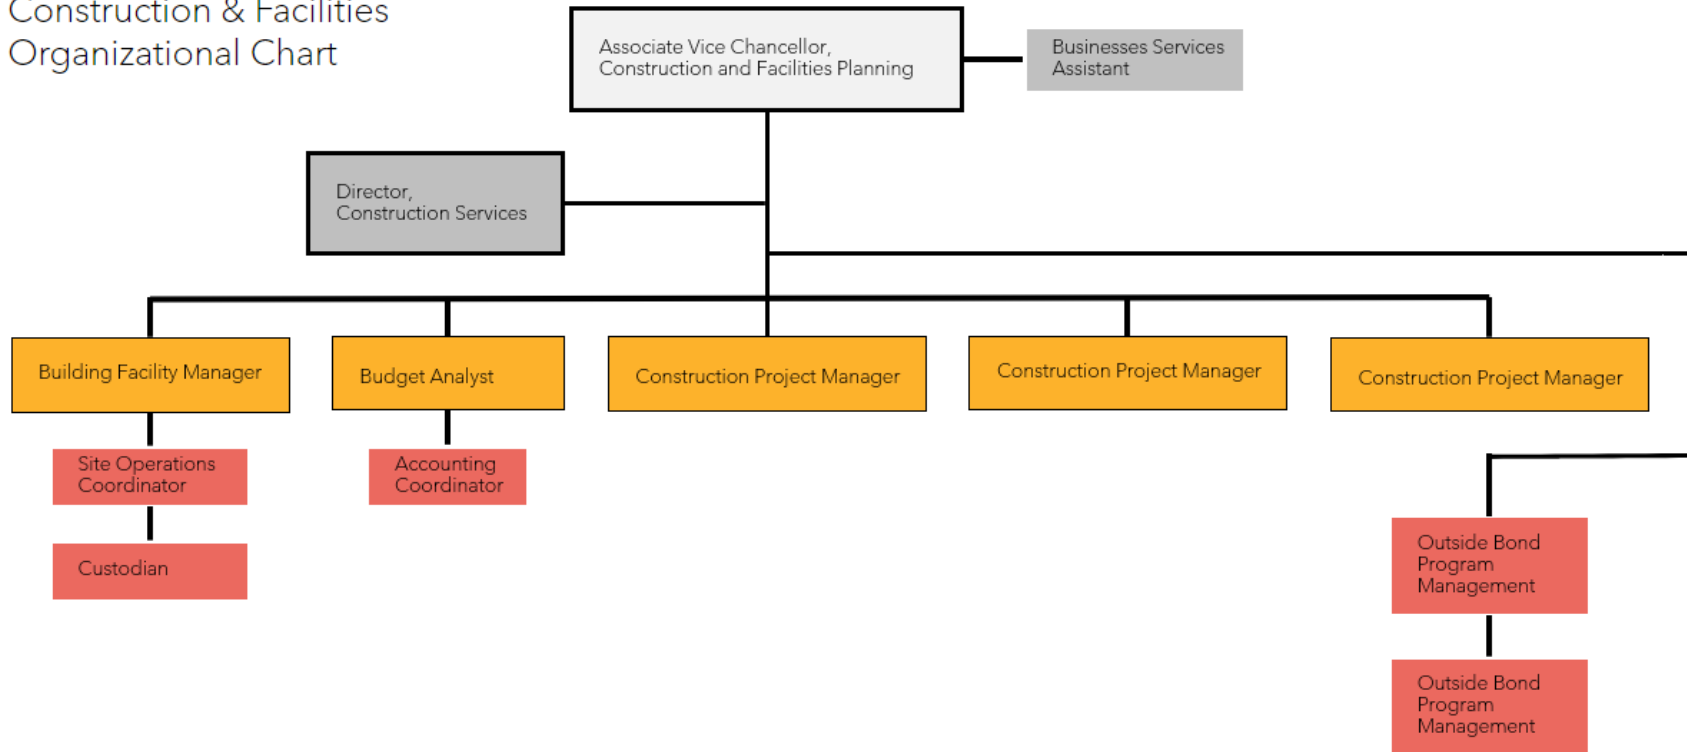 Construction & Facilities
Organizational Chart
Associate Vice Chancellor,
Construction and Facilities Planning
Businesses Services
Assistant
Director,
Construction Services
Building Facility Manager
Budget Analyst
Construction Project Manager
Construction Project Manager
Construction Project Manager
Site Operations
Coordinator
Accounting
Coordinator
Custodian
Outside Bond
Program
Management
Outside Bond
Program
Management